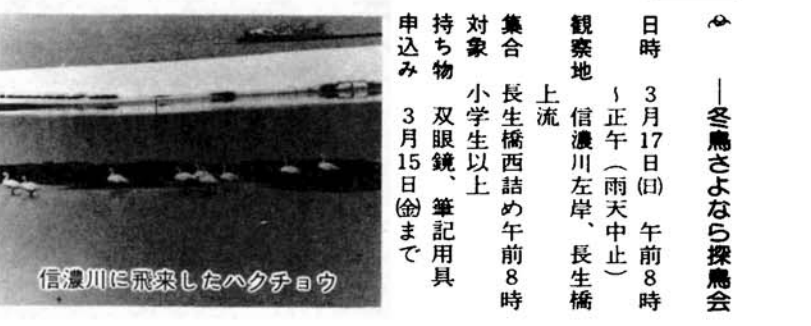 ―冬鳥さよなら探鳥会
日時 3月17日(日) 午前8時
~正午(雨天中止)
観察地 信濃川左岸、長生橋
上流
集合 長生橋西詰め午前8時
対象 小学生以上
持ち物 双眼鏡、筆記用具
申込み 3月15日(金)まで
信濃川に飛来したハクチョウ